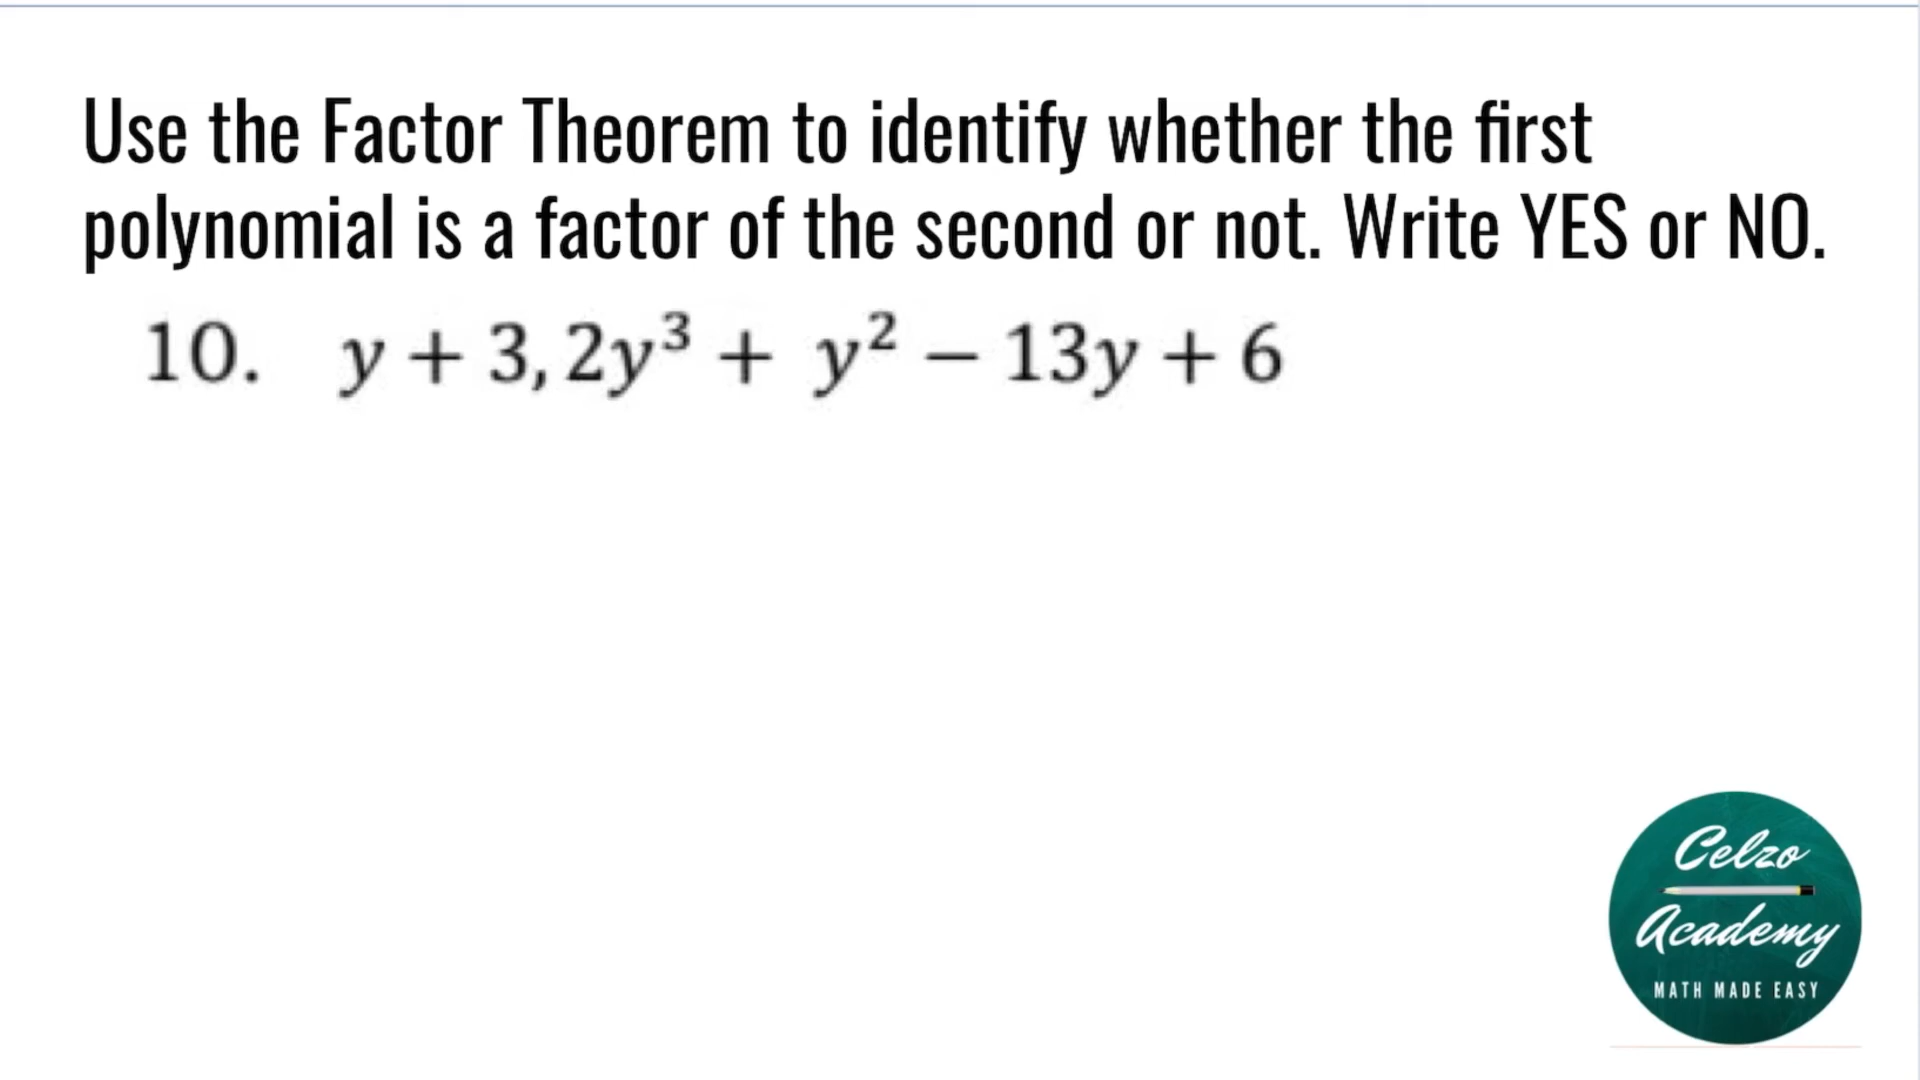 Use the Factor Theorem to identify whether the first
polynomial is a factor of the second or not. Write YES or NO.
10. y + 3, 2y³ + y² − 13y + 6
Celzo
Academy
MATH MADE EASY